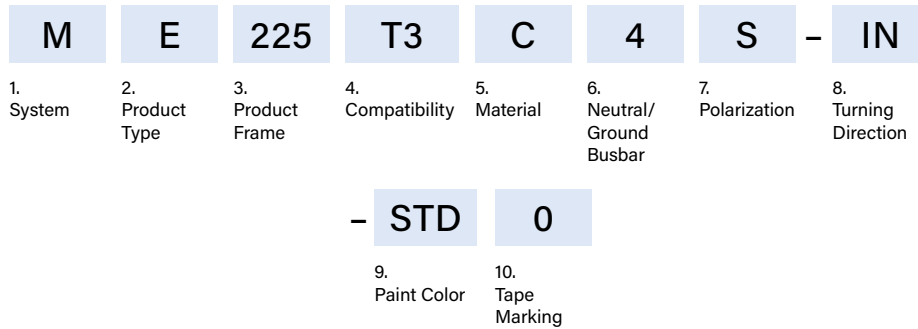 M E 225 T3 C 4 S – IN
1. 2. 3. 4. 5. 6. 7. 8.
System Product Product Compatibility Material Neutral/ Polarization Turning
Type Frame Ground Direction
Busbar
– STD 0
9. 10.
Paint Color Tape
Marking